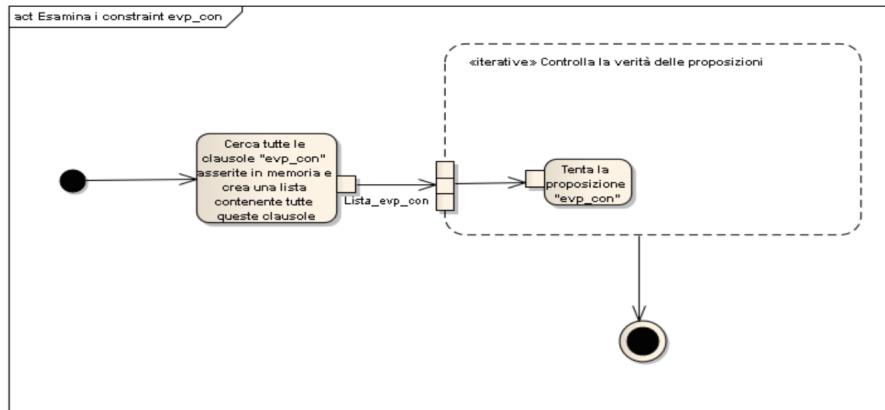 act Esamina i constraint evp_con
«iterative» Controlla la verità delle proposizioni
Cerca tutte le
clausole "evp_con"
asserite in memoria e
crea una lista
contenente tutte
queste clausole
Lista_evp_con
Tenta la
proposizione
"evp_con"